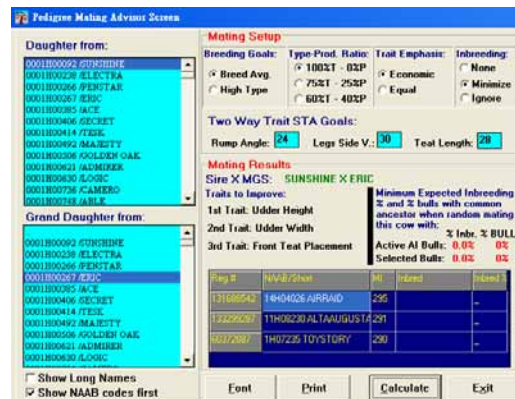 Pedigree Mating Advisor Screen
Daughter from:
0001H00092 /SUNSHINE
0001H00238 /ELECTRA
0001H00266 /PENSTAR
0001H00267 /ERIC
0001H00385 /ACE
0001H00406 /SECRET
0001H00414 /TESK
0001H00492 /MAJESTY
0001H00506 /GOLDEN OAK
0001H00621 /ADMIRER
0001H00630 /LOGIC
0001H00736 /CAMERO
0001H00748 /ABLE
Grand Daughter from:
0001H00092 /SUNSHINE
0001H00238 /ELECTRA
0001H00266 /PENSTAR
0001H00267 /ERIC
0001H00385 /ACE
0001H00406 /SECRET
0001H00414 /TESK
0001H00492 /MAJESTY
0001H00506 /GOLDEN OAK
0001H00621 /ADMIRER
0001H00630 /LOGIC
Show Long Names
Show NAAB codes first
Mating Setup
Breeding Goals: Type-Prod. Ratio: Trait Emphasis: Inbreeding:
Breed Avg.
High Type
100%T - 0%P
75%T - 25%P
60%T - 40%P
Economic
Equal
None
Minimize
Ignore
Two Way Trait STA Goals:
Rump Angle: 24 Legs Side V.: 30 Teat Length: 28
Mating Results
Sire X MGS: SUNSHINE X ERIC
Traits to Improve:
1st Trait: Udder Height
2nd Trait: Udder Width
3rd Trait: Front Teat Placement
Minimum Expected Inbreeding
% and % bulls with common
ancestor when random mating
this cow with:
% Inbr. % BULL
Active AI Bulls: 0.0% 0%
Selected Bulls: 0.0% 0%
Reg # NAAB/Short MI Inbred Inbred %
131688542 14H04026 AIRRAID 295 _
133295097 11H08230 ALTAAUGUSTA 291 _
60372887 1H07235 TOYSTORY 290 _
Font Print Calculate Exit